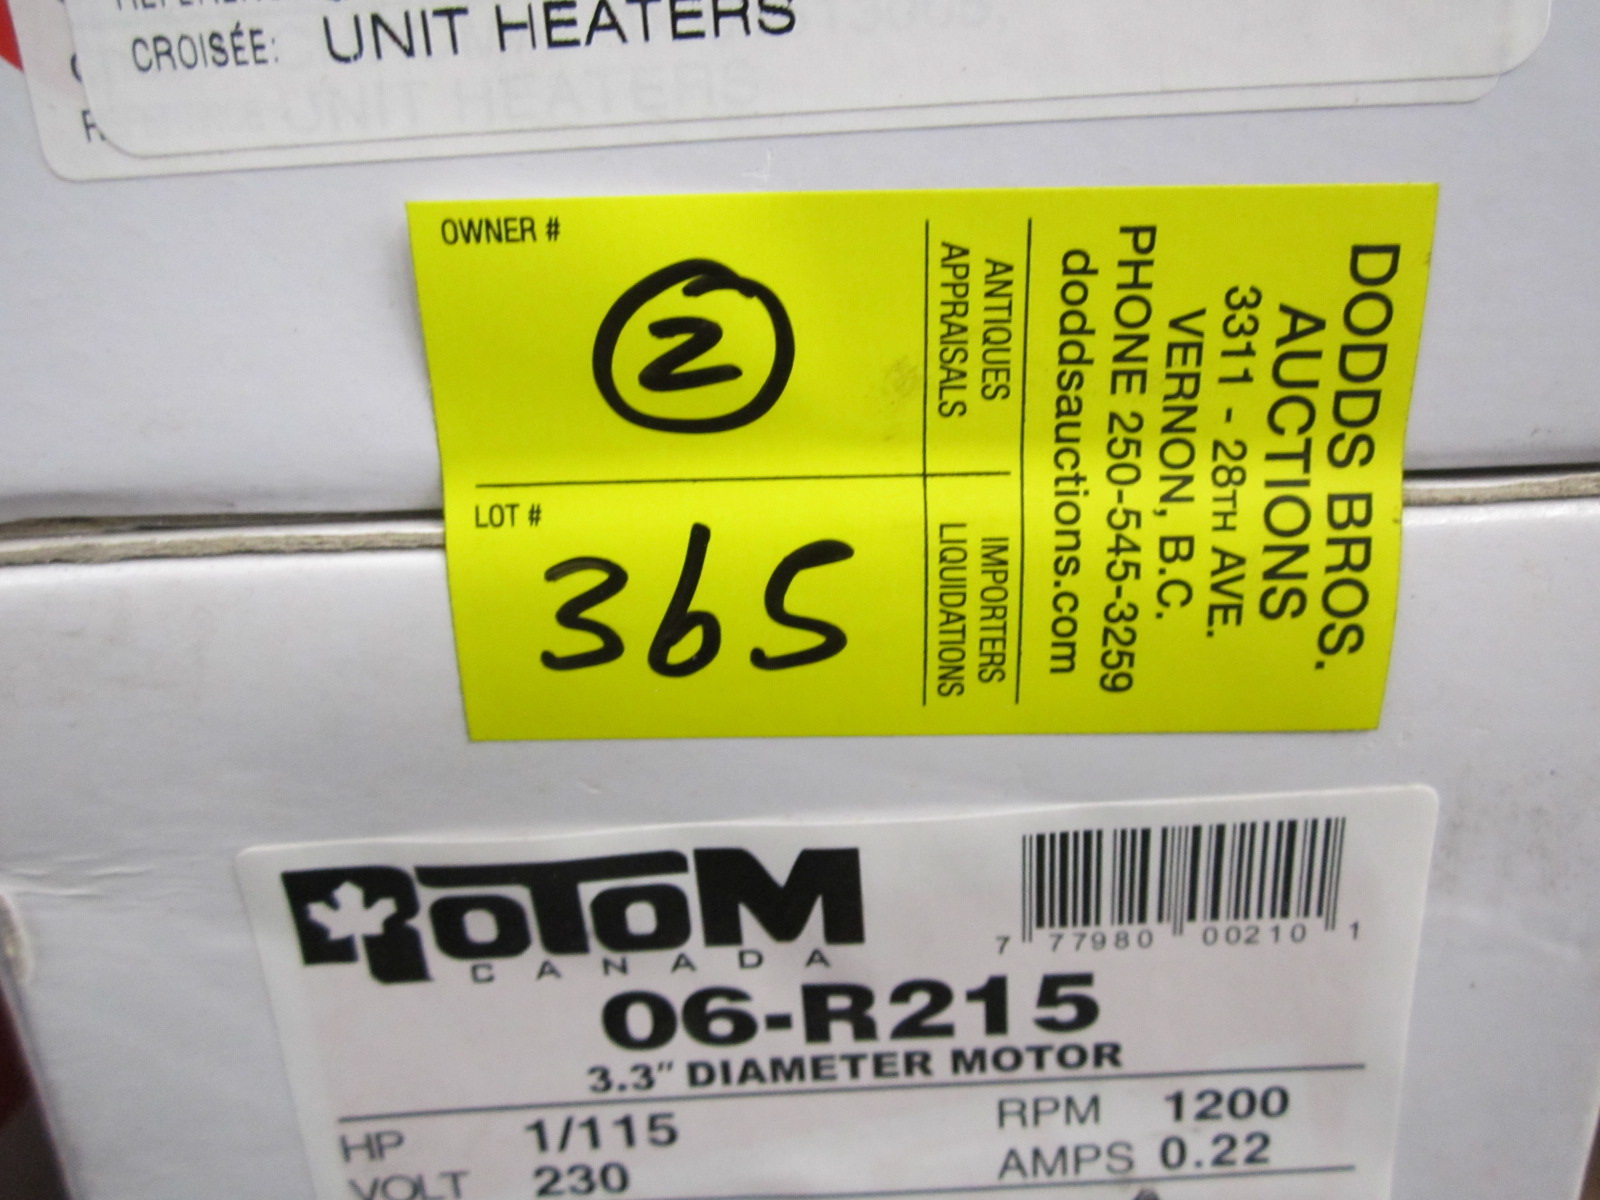 CROISÉE: UNIT HEATERS
UNIT HEATERS
OWNER #
2
LOT #
365
ANTIQUES IMPORTERS
APPRAISALS LIQUIDATIONS
DODDS BROS.
AUCTIONS
3311 - 28TH AVE.
VERNON, B.C.
PHONE 250-545-3259
doddsauctions.com
ROTOM
CANADA
7 77980 00210 1
06-R215
3.3" DIAMETER MOTOR
HP 1/115 RPM 1200
VOLT 230 AMPS 0.22